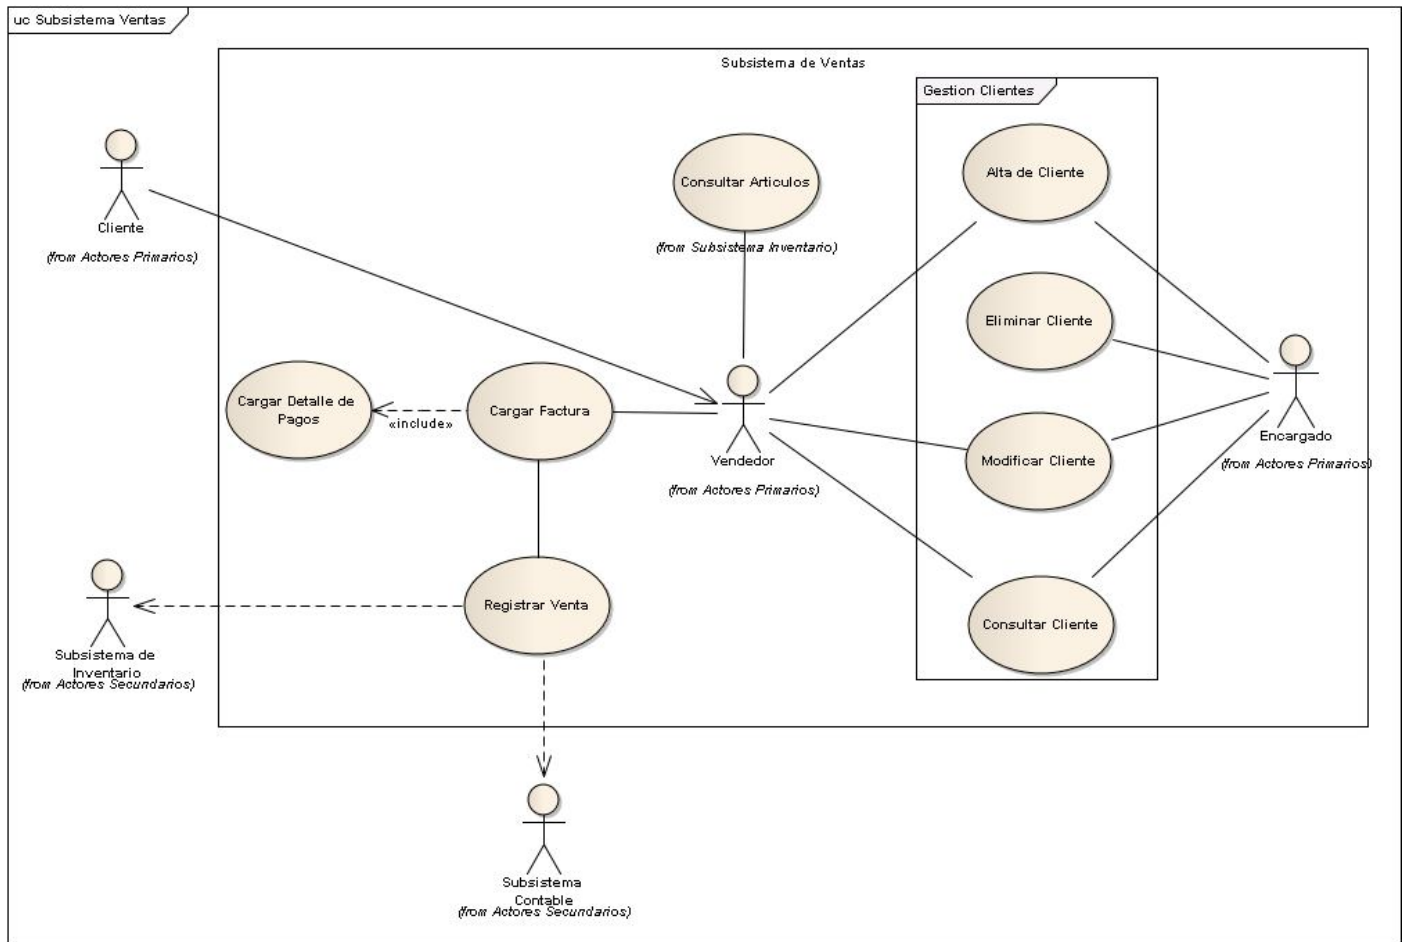 uc Subsistema Ventas
Subsistema de Ventas
Gestion Clientes
Cliente
(from Actores Primarios)
Consultar Articulos
(from Subsistema Inventario)
Alta de Cliente
Eliminar Cliente
Cargar Detalle de
Pagos
«include»
Cargar Factura
Vendedor
(from Actores Primarios)
Modificar Cliente
Encargado
(from Actores Primarios)
Registrar Venta
Consultar Cliente
Subsistema de
Inventario
(from Actores Secundarios)
Subsistema
Contable
(from Actores Secundarios)